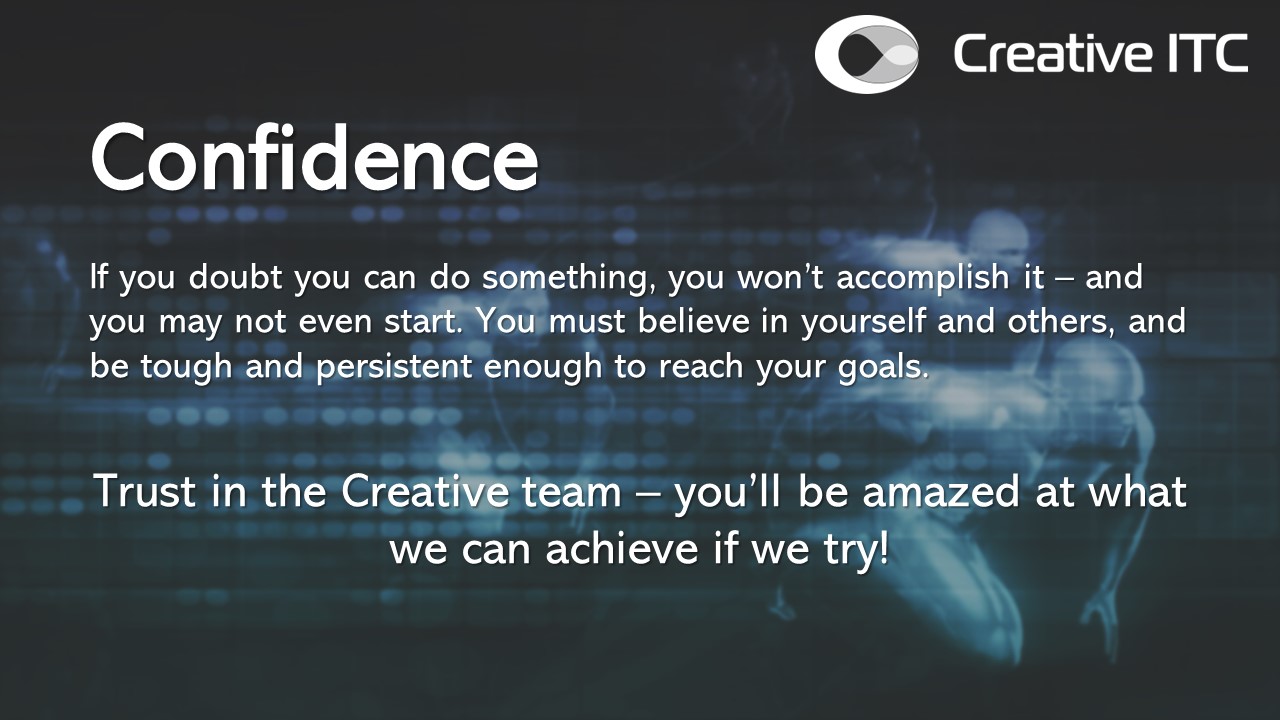 Creative ITC
Confidence
If you doubt you can do something, you won’t accomplish it – and
you may not even start. You must believe in yourself and others, and
be tough and persistent enough to reach your goals.
Trust in the Creative team – you’ll be amazed at what
we can achieve if we try!